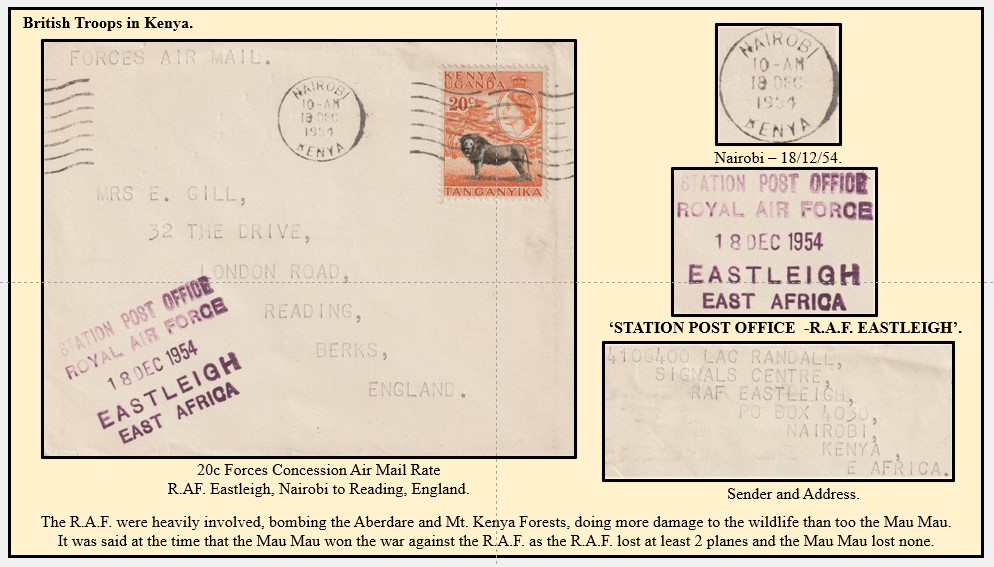 British Troops in Kenya.
FORCES AIR MAIL.
NAIROBI
10-AM
18 DEC
1954
KENYA
KENYA
UGANDA
20c
TANGANYIKA
MRS E. GILL,
32 THE DRIVE,
LONDON ROAD,
READING,
BERKS,
ENGLAND.
STATION POST OFFICE
ROYAL AIR FORCE
18 DEC 1954
EASTLEIGH
EAST AFRICA
20c Forces Concession Air Mail Rate
R.AF. Eastleigh, Nairobi to Reading, England.
NAIROBI
10-AM
18 DEC
1954
KENYA
Nairobi – 18/12/54.
STATION POST OFFICE
ROYAL AIR FORCE
18 DEC 1954
EASTLEIGH
EAST AFRICA
‘STATION POST OFFICE -R.A.F. EASTLEIGH’.
4106400 LAC RANDALL,
SIGNALS CENTRE,
RAF EASTLEIGH,
PO BOX 4030,
NAIROBI,
KENYA ,
E AFRICA.
Sender and Address.
The R.A.F. were heavily involved, bombing the Aberdare and Mt. Kenya Forests, doing more damage to the wildlife than too the Mau Mau.
It was said at the time that the Mau Mau won the war against the R.A.F. as the R.A.F. lost at least 2 planes and the Mau Mau lost none.